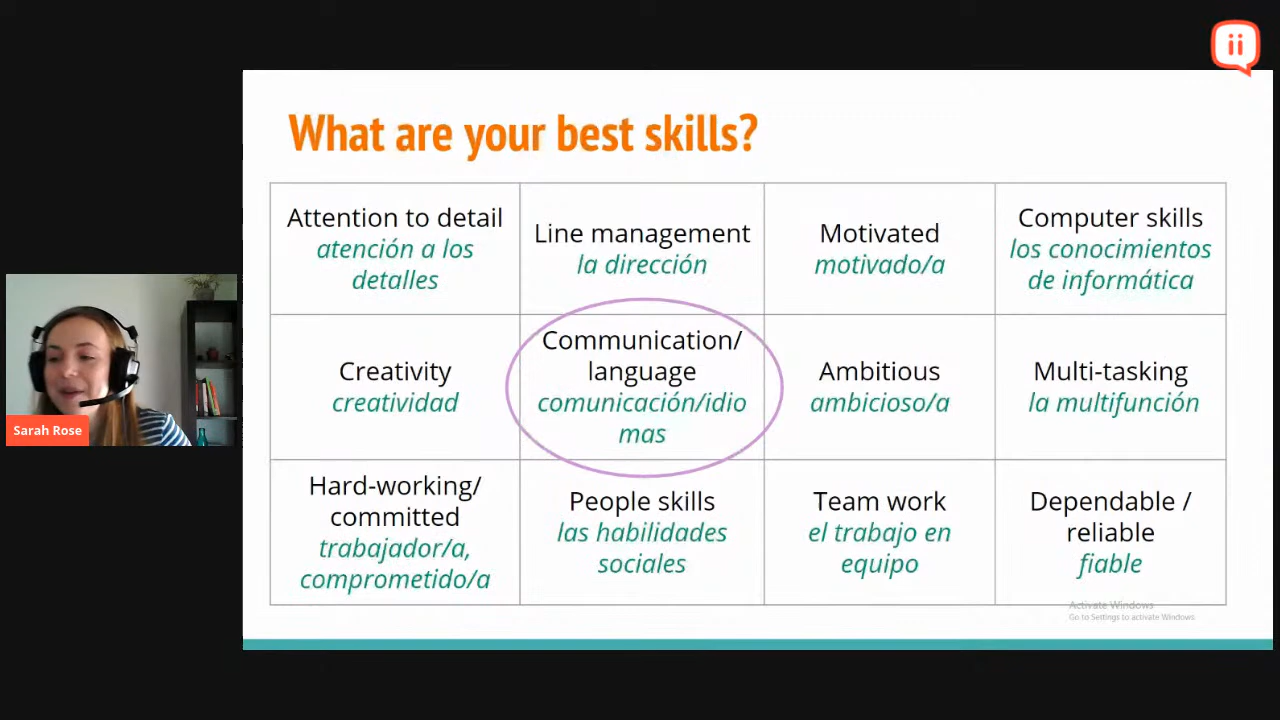 What are your best skills?
Attention to detail
atención a los
detalles
Line management
la dirección
Motivated
motivado/a
Computer skills
los conocimientos
de informática
Creativity
creatividad
Communication/
language
comunicación/idio
mas
Ambitious
ambicioso/a
Multi-tasking
la multifunción
Hard-working/
committed
trabajador/a,
comprometido/a
People skills
las habilidades
sociales
Team work
el trabajo en
equipo
Dependable /
reliable
fiable
Sarah Rose
Activate Windows
Go to Settings to activate Windows